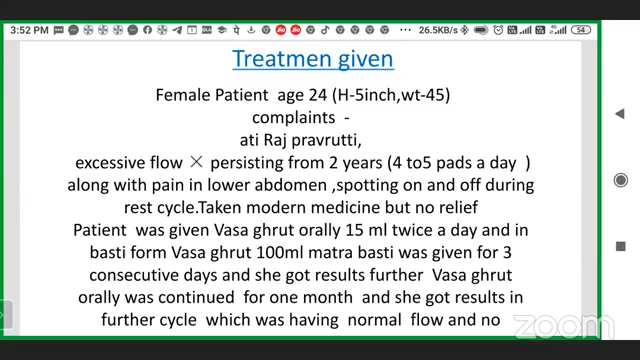 3:52 PM
26.5KB/s
54
Treatmen given
Female Patient age 24 (H-5inch,wt-45)
complaints -
ati Raj pravrutti,
excessive flow × persisting from 2 years (4 to5 pads a day )
along with pain in lower abdomen ,spotting on and off during
rest cycle.Taken modern medicine but no relief
Patient was given Vasa ghrut orally 15 ml twice a day and in
basti form Vasa ghrut 100ml matra basti was given for 3
consecutive days and she got results further Vasa ghrut
orally was continued for one month and she got results in
further cycle which was having normal flow and no
zoom